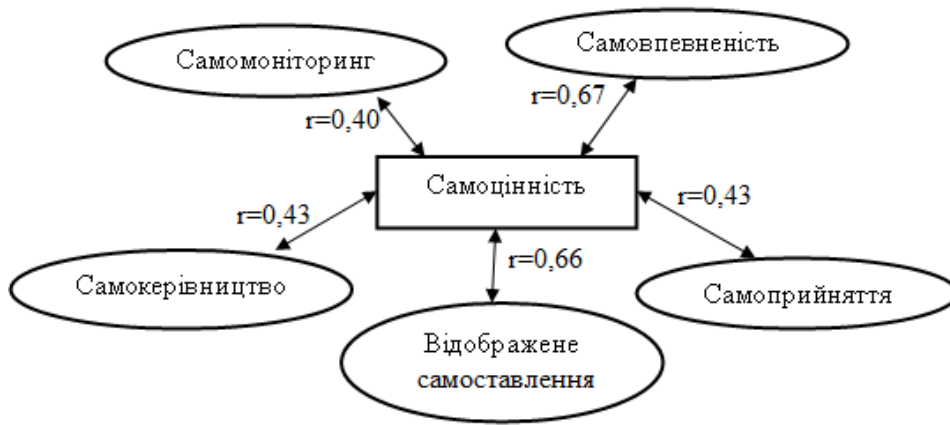 Самомоніторинг
Самовпевненість
r=0,40
r=0,67
Самоцінність
r=0,43
r=0,43
r=0,66
Самокерівництво
Самоприйняття
Відображене
самоставлення